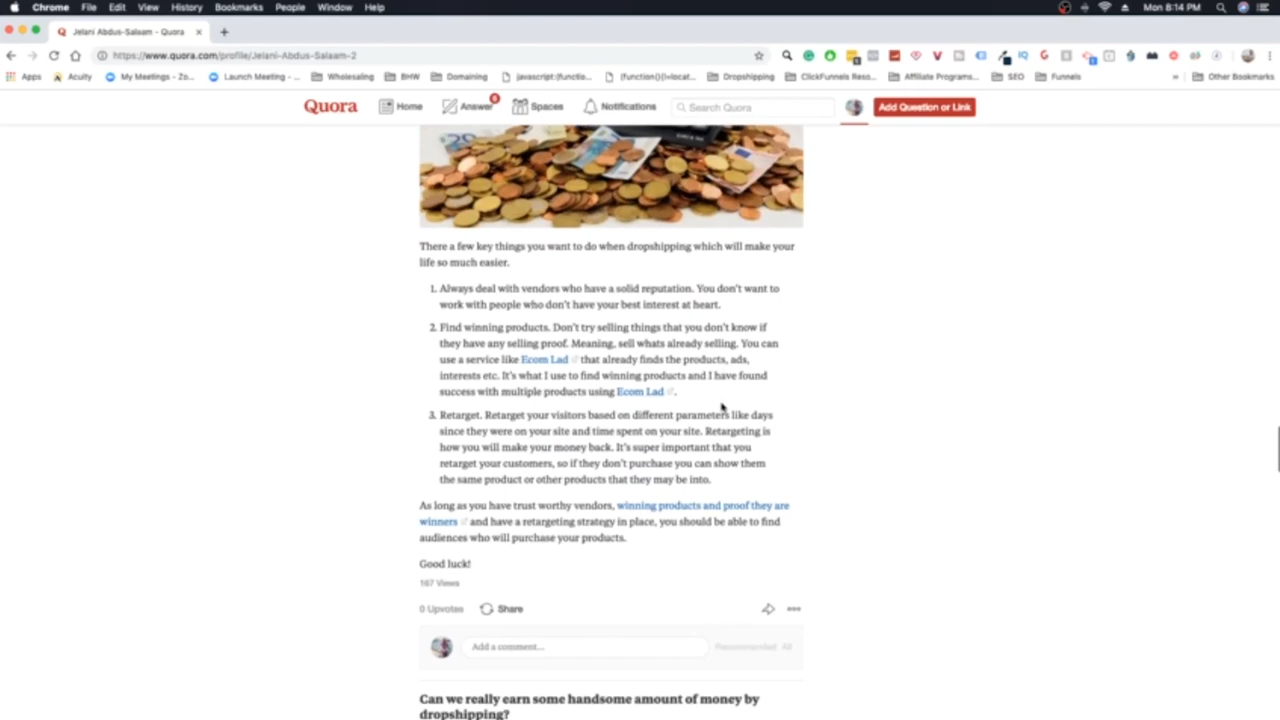 Chrome File Edit View History Bookmarks People Window Help Mon 8:14 PM
Jelani Abdus-Salaam - Quora
https://www.quora.com/profile/Jelani-Abdus-Salaam-2
Apps Acuity My Meetings - Zo... Launch Meeting - ... Wholesaling BHW Domaining javascript:(functio... (function(){l=locat... Dropshipping ClickFunnels Reso... Affiliate Programs... SEO Funnels » Other Bookmarks
Quora Home Answer 6 Spaces Notifications Search Quora Add Question or Link
There a few key things you want to do when dropshipping which will make your
life so much easier.
1. Always deal with vendors who have a solid reputation. You don't want to
work with people who don't have your best interest at heart.
2. Find winning products. Don't try selling things that you don't know if
they have any selling proof. Meaning, sell whats already selling. You can
use a service like Ecom Lad that already finds the products, ads,
interests etc. It's what I use to find winning products and I have found
success with multiple products using Ecom Lad .
3. Retarget. Retarget your visitors based on different parameters like days
since they were on your site and time spent on your site. Retargeting is
how you will make your money back. It's super important that you
retarget your customers, so if they don't purchase you can show them
the same product or other products that they may be into.
As long as you have trust worthy vendors, winning products and proof they are
winners and have a retargeting strategy in place, you should be able to find
audiences who will purchase your products.
Good luck!
167 Views
0 Upvotes Share
Add a comment... Recommended All
Can we really earn some handsome amount of money by
dropshipping?